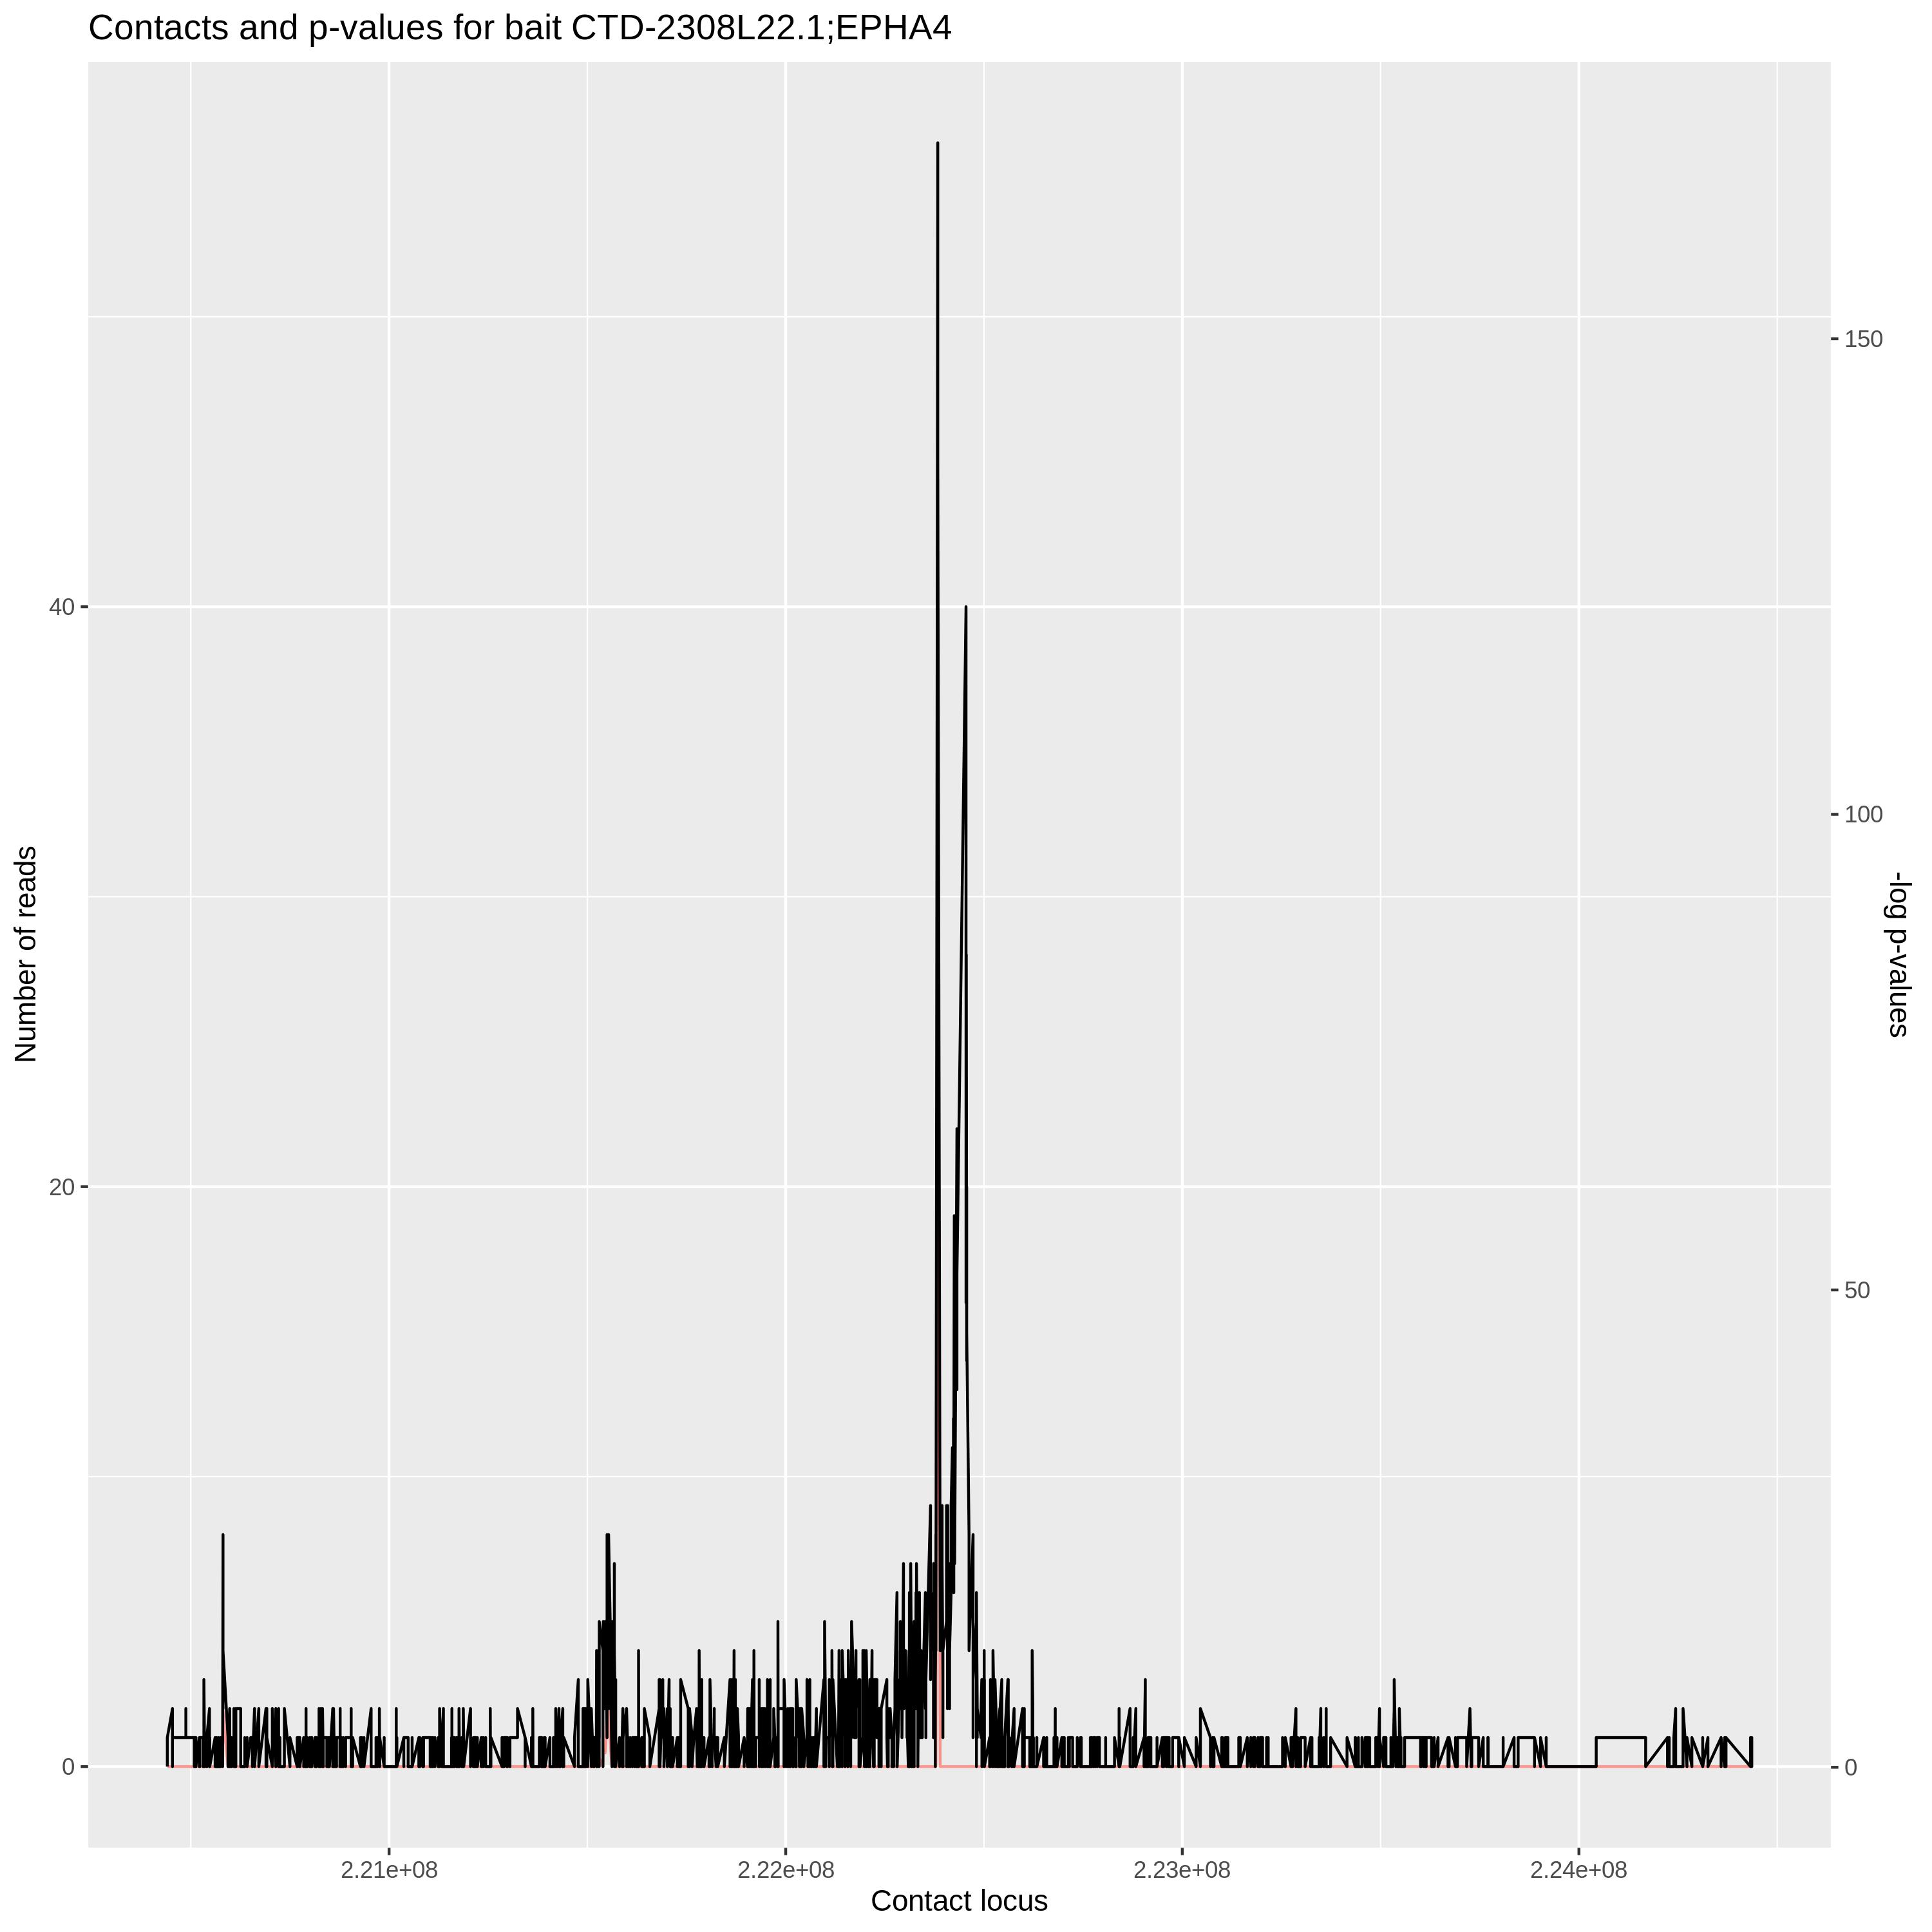 Contacts and p-values for bait CTD-2308L22.1;EPHA4
150
40
100
Number of reads
-log p-values
20
50
0
0
2.21e+08
2.22e+08
2.23e+08
2.24e+08
Contact locus